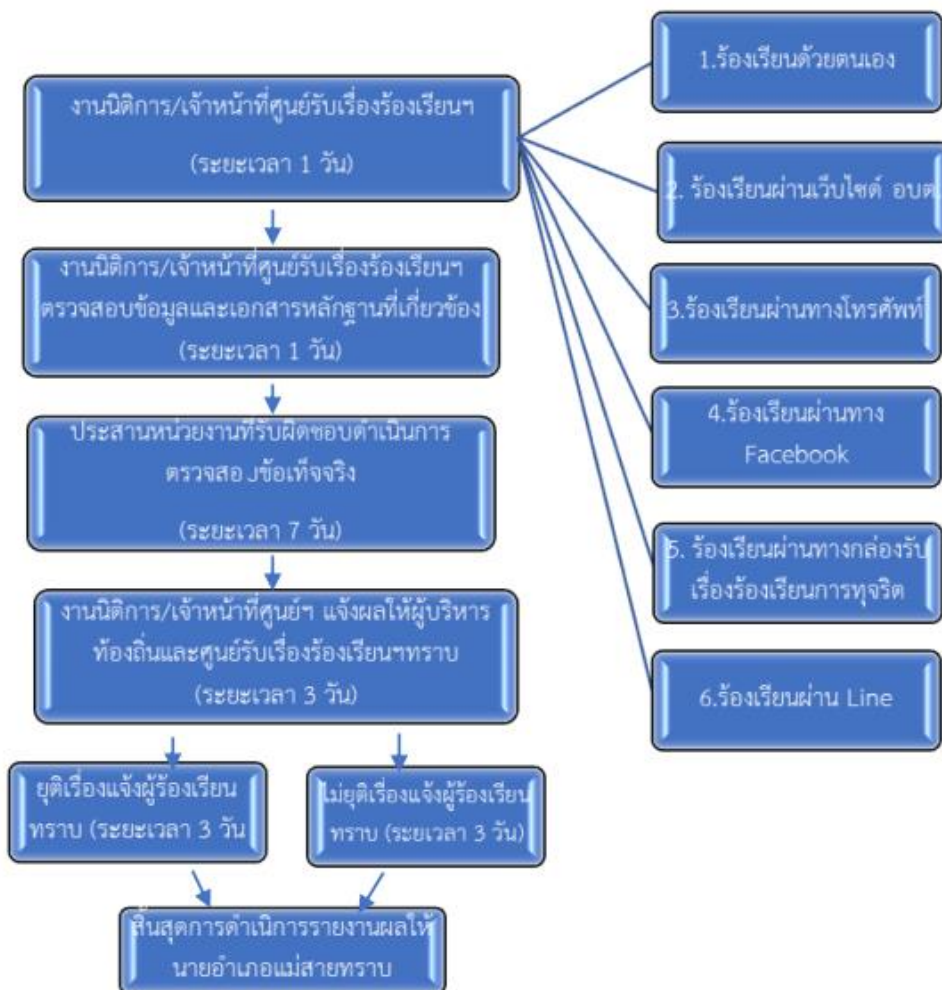 งานนิติการ/เจ้าหน้าที่ศูนย์รับเรื่องร้องเรียนฯ
(ระยะเวลา 1 วัน)
งานนิติการ/เจ้าหน้าที่ศูนย์รับเรื่องร้องเรียนฯ
ตรวจสอบข้อมูลและเอกสารหลักฐานที่เกี่ยวข้อง
(ระยะเวลา 1 วัน)
ประสานหน่วยงานที่รับผิดชอบดำเนินการ
ตรวจสอบข้อเท็จจริง
(ระยะเวลา 7 วัน)
งานนิติการ/เจ้าหน้าที่ศูนย์ฯ แจ้งผลให้ผู้บริหาร
ท้องถิ่นและศูนย์รับเรื่องร้องเรียนฯทราบ
(ระยะเวลา 3 วัน)
ยุติเรื่องแจ้งผู้ร้องเรียน
ทราบ (ระยะเวลา 3 วัน
ไม่ยุติเรื่องแจ้งผู้ร้องเรียน
ทราบ (ระยเวลา 3 วัน)
สิ้นสุดการดำเนินการรายงานผลให้
นายอำเภอแม่สายทราบ
1.ร้องเรียนด้วยตนเอง
2. ร้องเรียนผ่านเว็บไซต์ อบต
3.ร้องเรียนผ่านทางโทรศัพท์
4.ร้องเรียนผ่านทาง
Facebook
5. ร้องเรียนผ่านทางกล่องรับ
เรื่องร้องเรียนการทุจริต
6.ร้องเรียนผ่าน Line